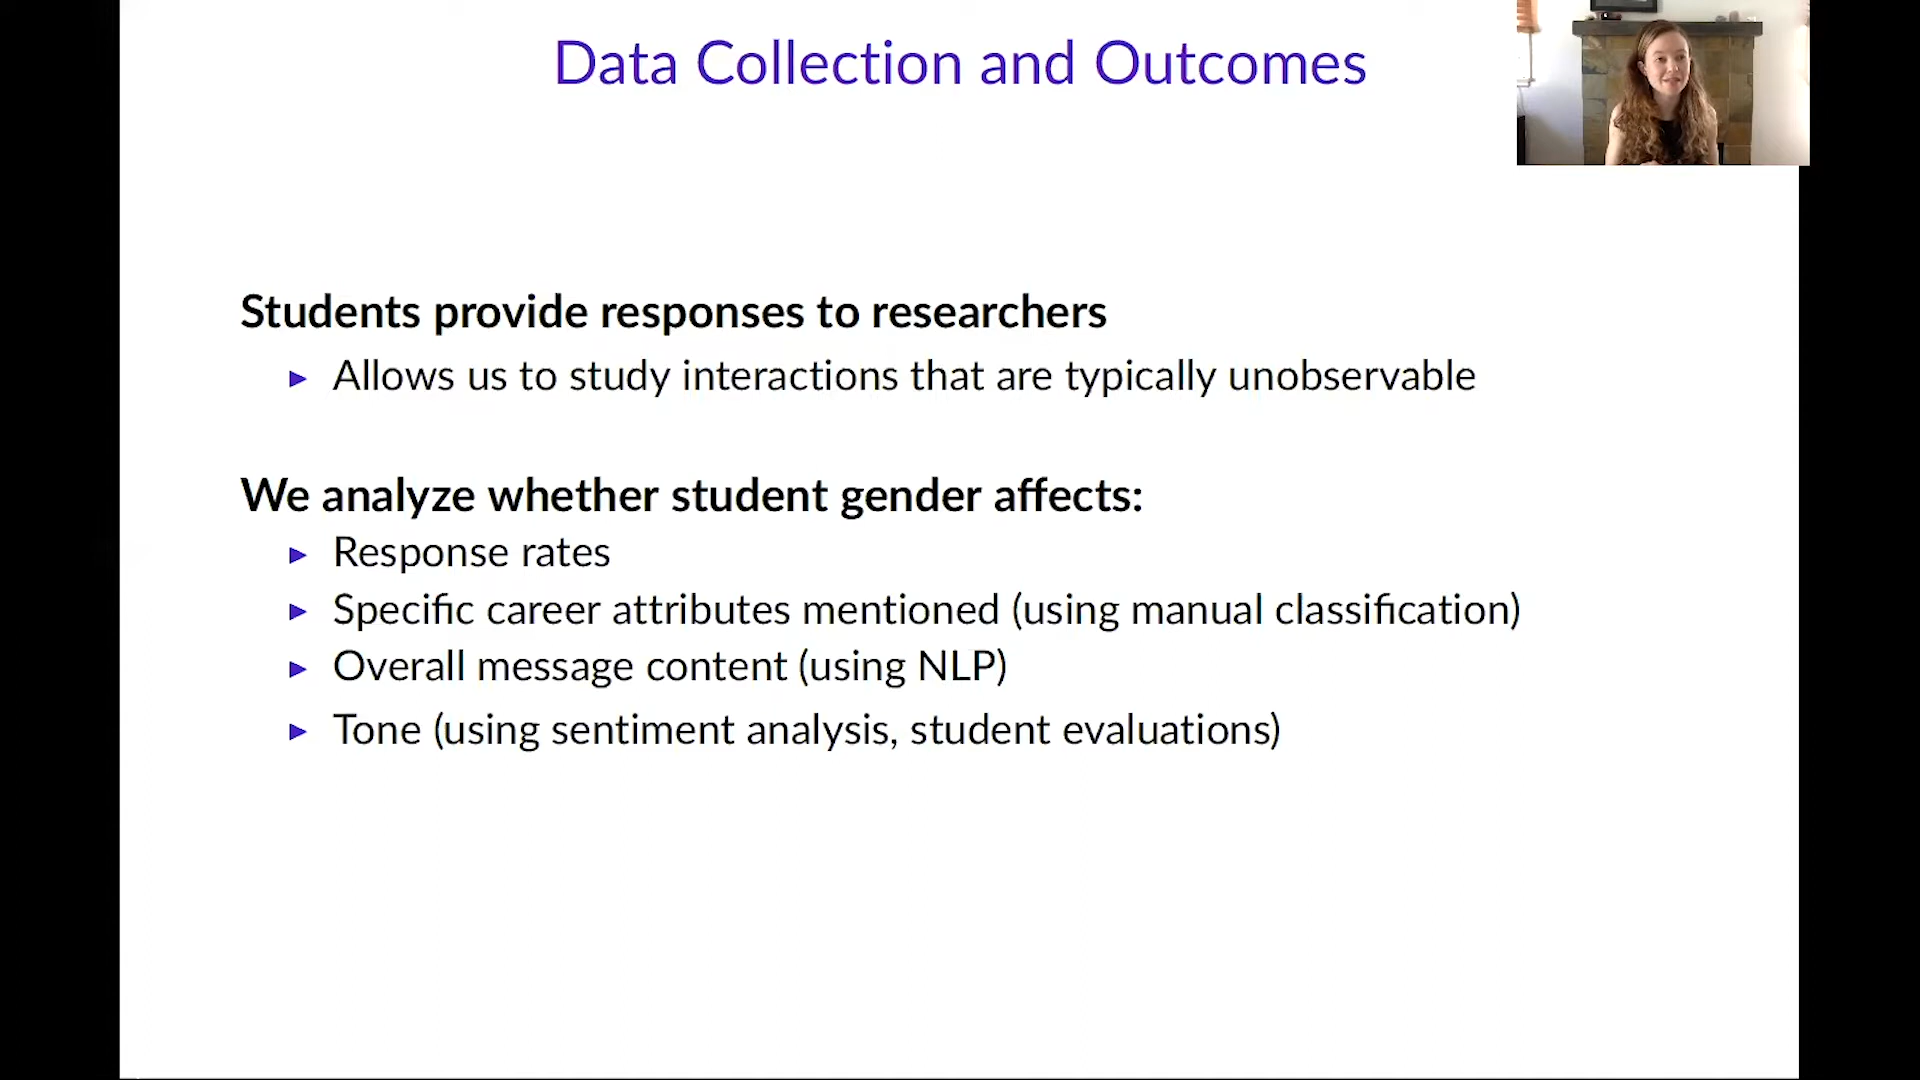 Data Collection and Outcomes
Students provide responses to researchers
▶ Allows us to study interactions that are typically unobservable
We analyze whether student gender affects:
▶ Response rates
▶ Specific career attributes mentioned (using manual classification)
▶ Overall message content (using NLP)
▶ Tone (using sentiment analysis, student evaluations)